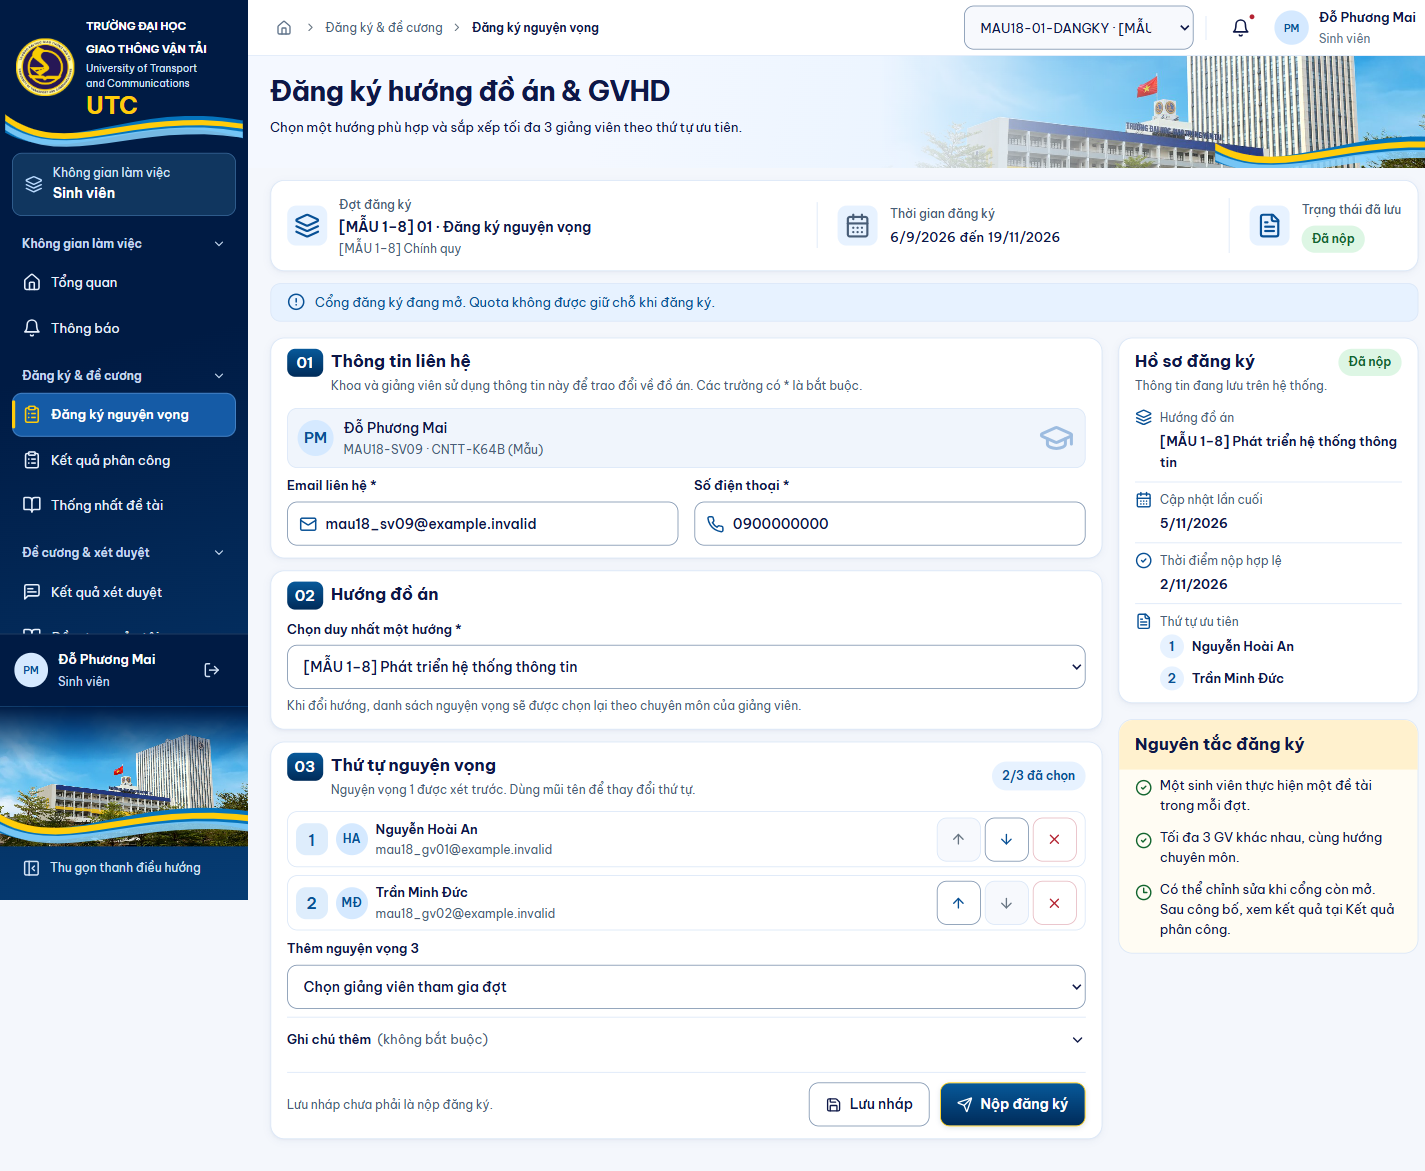 TRƯỜNG ĐẠI HỌC
GIAO THÔNG VẬN TẢI
University of Transport
and Communications
UTC
Không gian làm việc
Sinh viên
Không gian làm việc
Tổng quan
Thông báo
Đăng ký & đề cương
Đăng ký nguyện vọng
Kết quả phân công
Thống nhất đề tài
Đề cương & xét duyệt
Kết quả xét duyệt
PM
Đỗ Phương Mai
Sinh viên
Thu gọn thanh điều hướng
Đăng ký & đề cương
Đăng ký nguyện vọng
MAU18-01-DANGKY · [MẪU
PM
Đỗ Phương Mai
Sinh viên
Đăng ký hướng đồ án & GVHD
Chọn một hướng phù hợp và sắp xếp tối đa 3 giảng viên theo thứ tự ưu tiên.
TRƯỜNG ĐẠI HỌC GIAO THÔNG VẬN TẢI
Đợt đăng ký
[MẪU 1-8] 01 · Đăng ký nguyện vọng
[MẪU 1-8] Chính quy
Thời gian đăng ký
6/9/2026 đến 19/11/2026
Trạng thái đã lưu
Đã nộp
Cổng đăng ký đang mở. Quota không được giữ chỗ khi đăng ký.
01 Thông tin liên hệ
Khoa và giảng viên sử dụng thông tin này để trao đổi về đồ án. Các trường có * là bắt buộc.
PM
Đỗ Phương Mai
MAU18-SV09 · CNTT-K64B (Mẫu)
Email liên hệ *
mau18_sv09@example.invalid
Số điện thoại *
0900000000
02 Hướng đồ án
Chọn duy nhất một hướng *
[MẪU 1-8] Phát triển hệ thống thông tin
Khi đổi hướng, danh sách nguyện vọng sẽ được chọn lại theo chuyên môn của giảng viên.
03 Thứ tự nguyện vọng
Nguyện vọng 1 được xét trước. Dùng mũi tên để thay đổi thứ tự.
2/3 đã chọn
1
HA
Nguyễn Hoài An
mau18_gv01@example.invalid
2
MĐ
Trần Minh Đức
mau18_gv02@example.invalid
Thêm nguyện vọng 3
Chọn giảng viên tham gia đợt
Ghi chú thêm (không bắt buộc)
Lưu nháp chưa phải là nộp đăng ký.
Lưu nháp
Nộp đăng ký
Hồ sơ đăng ký
Đã nộp
Thông tin đang lưu trên hệ thống.
Hướng đồ án
[MẪU 1-8] Phát triển hệ thống thông
tin
Cập nhật lần cuối
5/11/2026
Thời điểm nộp hợp lệ
2/11/2026
Thứ tự ưu tiên
1 Nguyễn Hoài An
2 Trần Minh Đức
Nguyên tắc đăng ký
Một sinh viên thực hiện một đề tài
trong mỗi đợt.
Tối đa 3 GV khác nhau, cùng hướng
chuyên môn.
Có thể chỉnh sửa khi cổng còn mở.
Sau công bố, xem kết quả tại Kết quả
phân công.